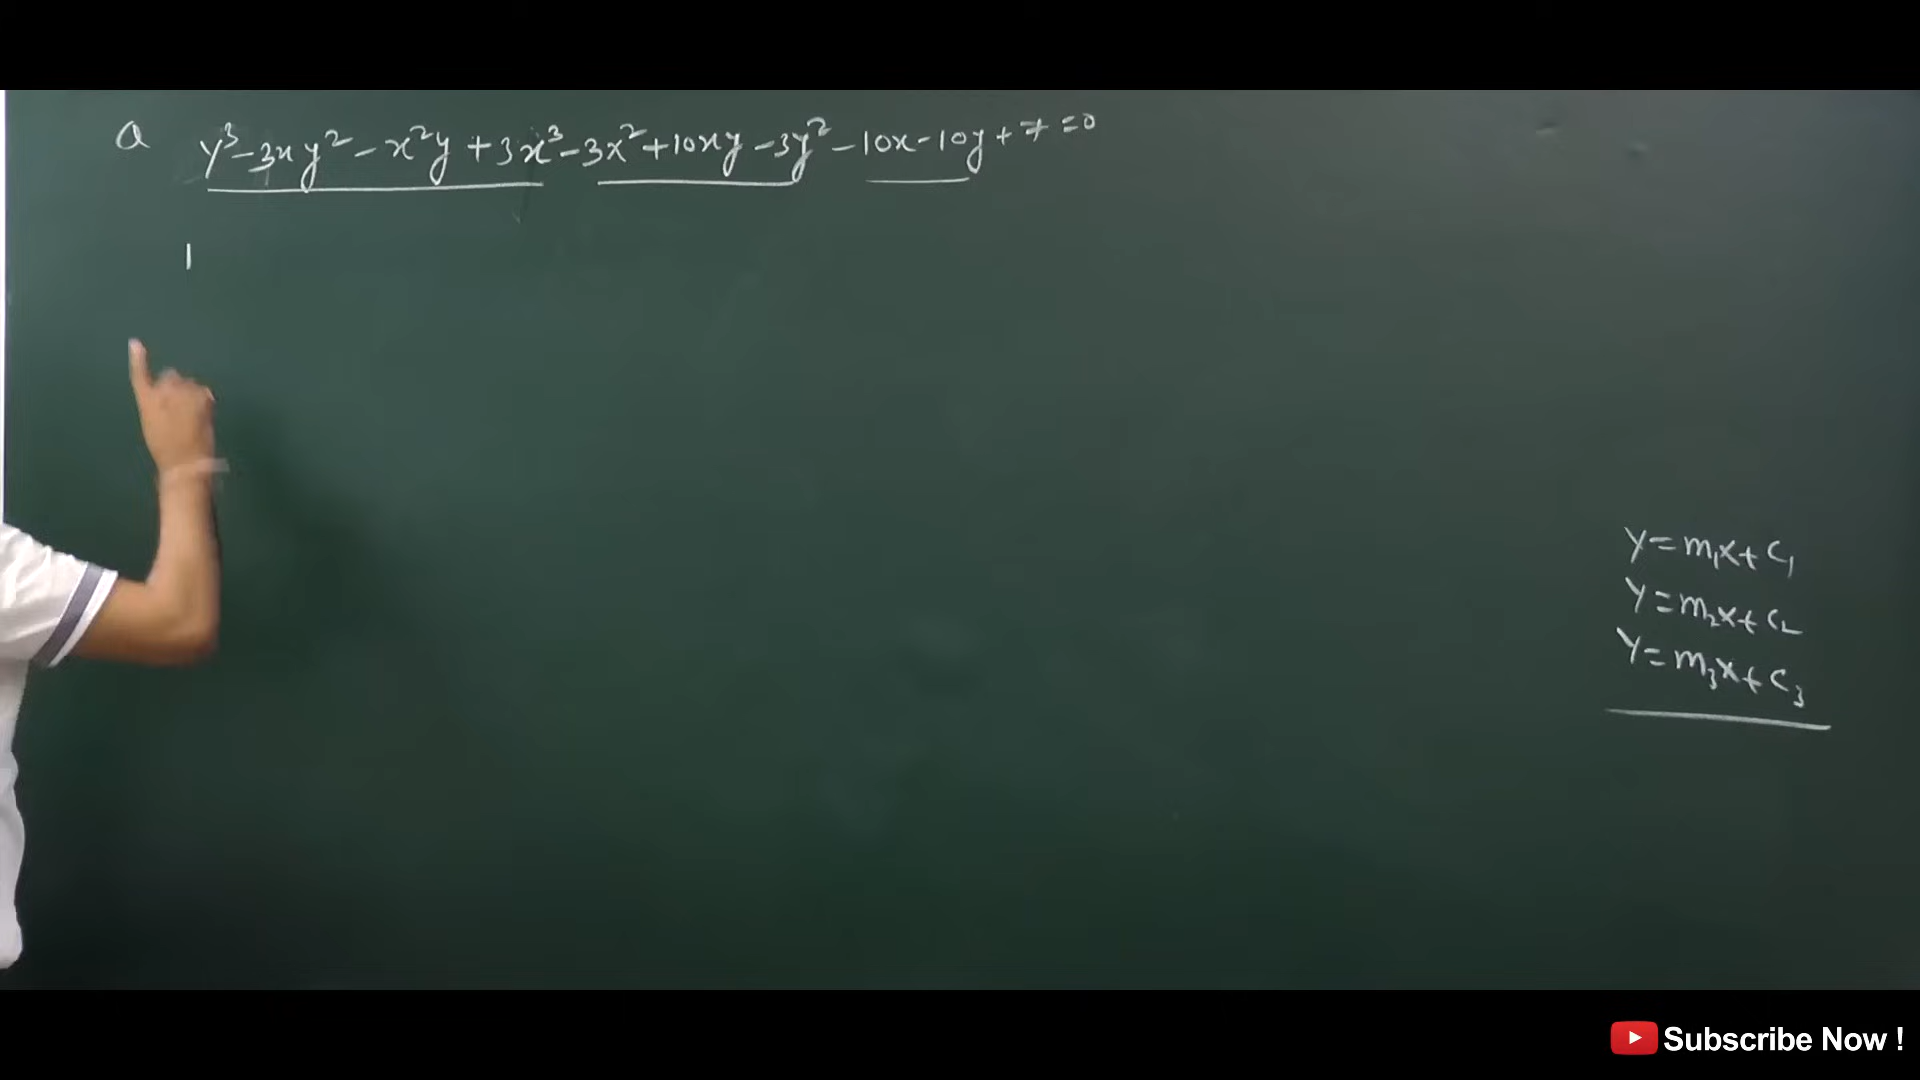 Q y³-3xy²-x²y+3x³-3x²+10xy-3y²-10x-10y+7=0
1
y=m₁x+c₁
y=m₂x+c₂
y=m₃x+c₃
Subscribe Now !